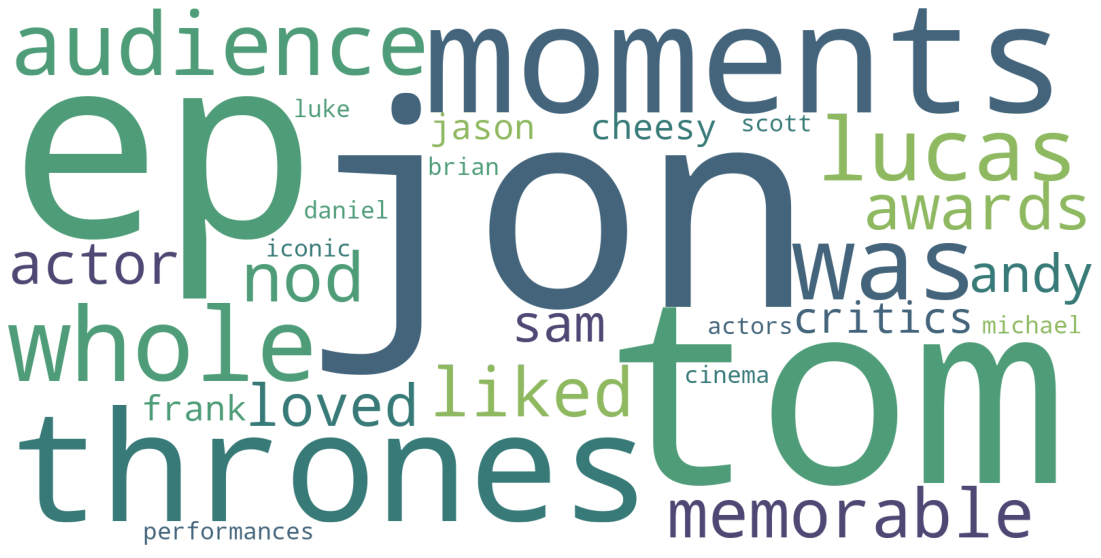 audience
moments
ep
luke
jon
jason
cheesy
scott
lucas
brian
awards
daniel
actor
iconic
nod
was
andy
whole
sam
actors
critics
michael
tom
cinema
liked
frank
loved
thrones
memorable
performances